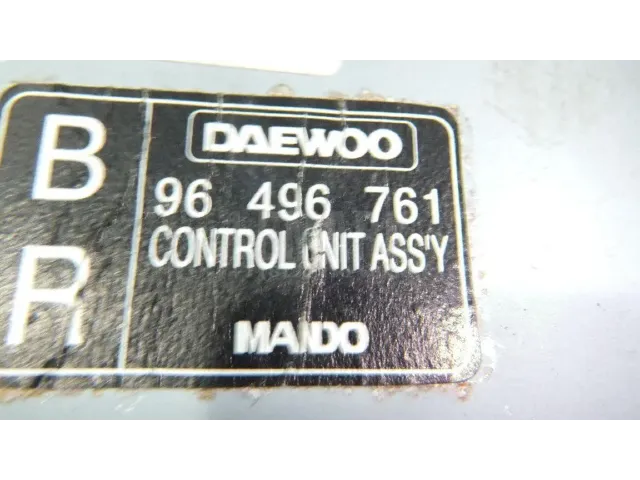 B
R
DAEWOO
96 496 761
CONTROL UNIT ASS'Y
MANDO